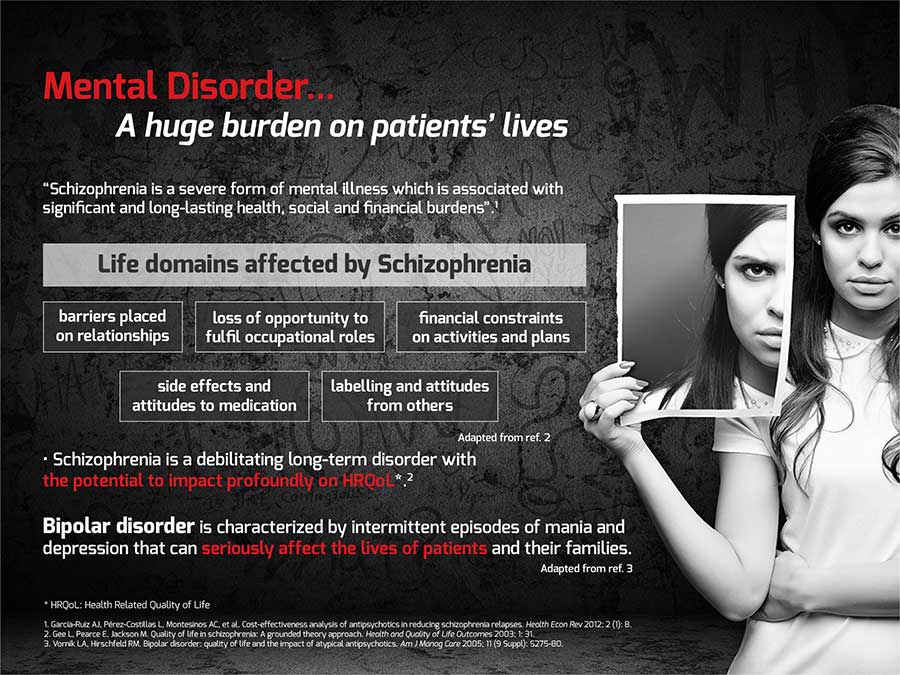 Mental Disorder...
A huge burden on patients' lives
“Schizophrenia is a severe form of mental illness which is associated with
significant and long-lasting health, social and financial burdens”.¹
Life domains affected by Schizophrenia
barriers placed
on relationships
loss of opportunity to
fulfil occupational roles
financial constraints
on activities and plans
side effects and
attitudes to medication
labelling and attitudes
from others
Adapted from ref. 2
• Schizophrenia is a debilitating long-term disorder with
the potential to impact profoundly on HRQoL*.²
Bipolar disorder is characterized by intermittent episodes of mania and
depression that can seriously affect the lives of patients and their families.
Adapted from ref. 3
* HRQoL: Health Related Quality of Life
1. García-Ruiz AJ, Pérez-Costillas L, Montesinos AC, et al. Cost-effectiveness analysis of antipsychotics in reducing schizophrenia relapses. Health Econ Rev 2012; 2 (1): 8.
2. Gee L, Pearce E, Jackson M. Quality of life in schizophrenia: A grounded theory approach. Health and Quality of Life Outcomes 2003; 1: 31.
3. Vornik LA, Hirschfeld RM. Bipolar disorder: quality of life and the impact of atypical antipsychotics. Am J Manag Care 2005; 11 (9 Suppl): S275-80.